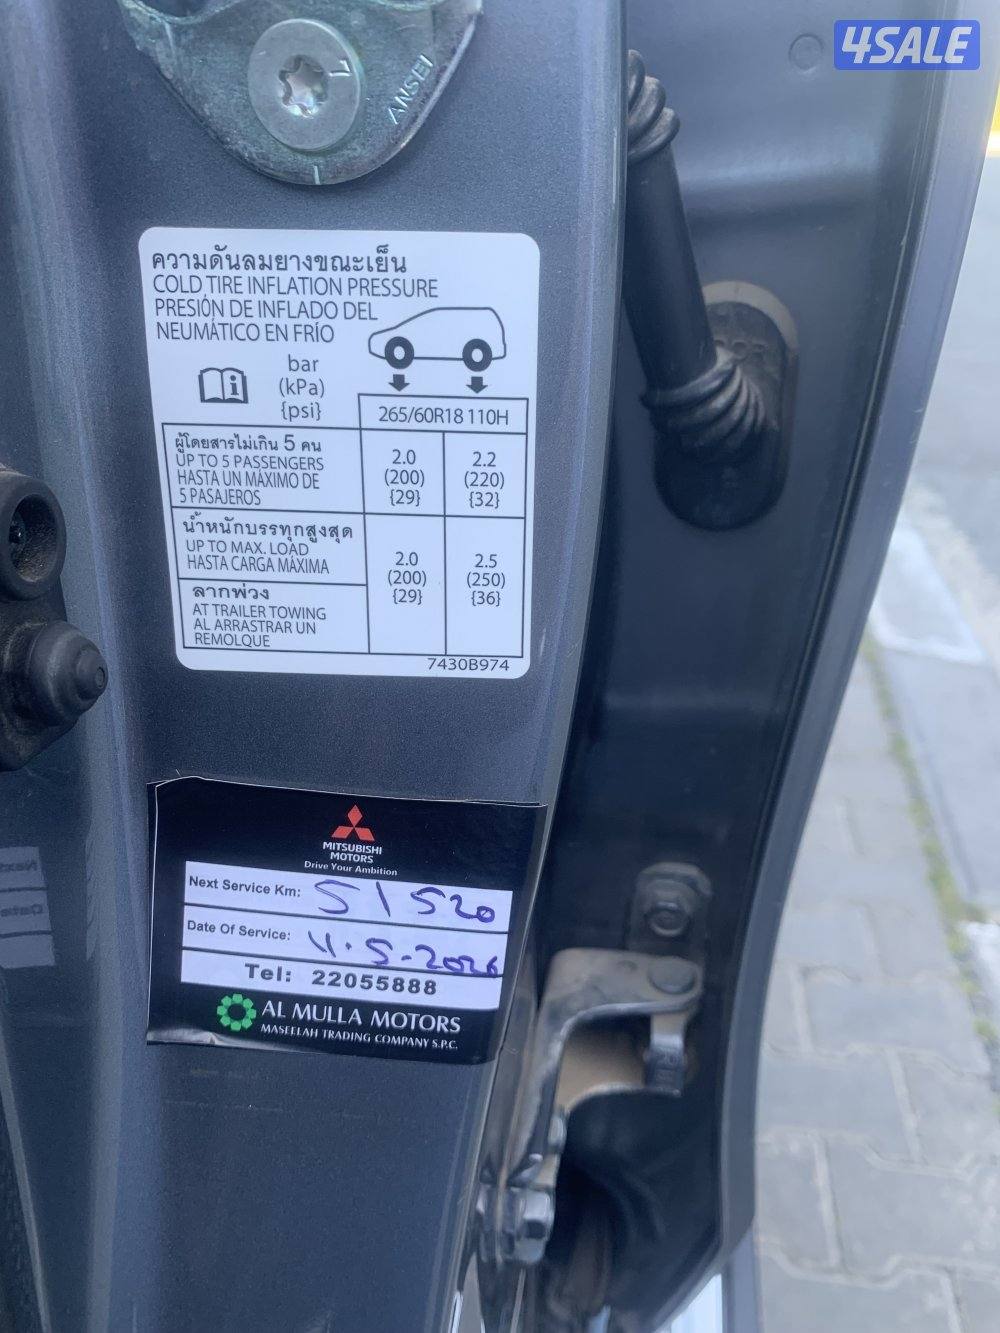 4SALE
ANSEI
ความดันลมยางขณะเย็น
COLD TIRE INFLATION PRESSURE
PRESIÓN DE INFLADO DEL
NEUMÁTICO EN FRÍO
bar
(kPa)
{psi}
265/60R18 110H
ผู้โดยสารไม่เกิน 5 คน
UP TO 5 PASSENGERS
HASTA UN MÁXIMO DE
5 PASAJEROS
2.0 2.2
(200) (220)
{29} {32}
น้ำหนักบรรทุกสูงสุด
UP TO MAX. LOAD
HASTA CARGA MÁXIMA
ลากพ่วง
AT TRAILER TOWING
AL ARRASTRAR UN
REMOLQUE
2.0 2.5
(200) (250)
{29} {36}
7430B974
MITSUBISHI
MOTORS
Drive Your Ambition
Next Service Km: 51520
Date Of Service: 11.5.2026
Tel: 22055888
AL MULLA MOTORS
MASEELAH TRADING COMPANY S.P.C.